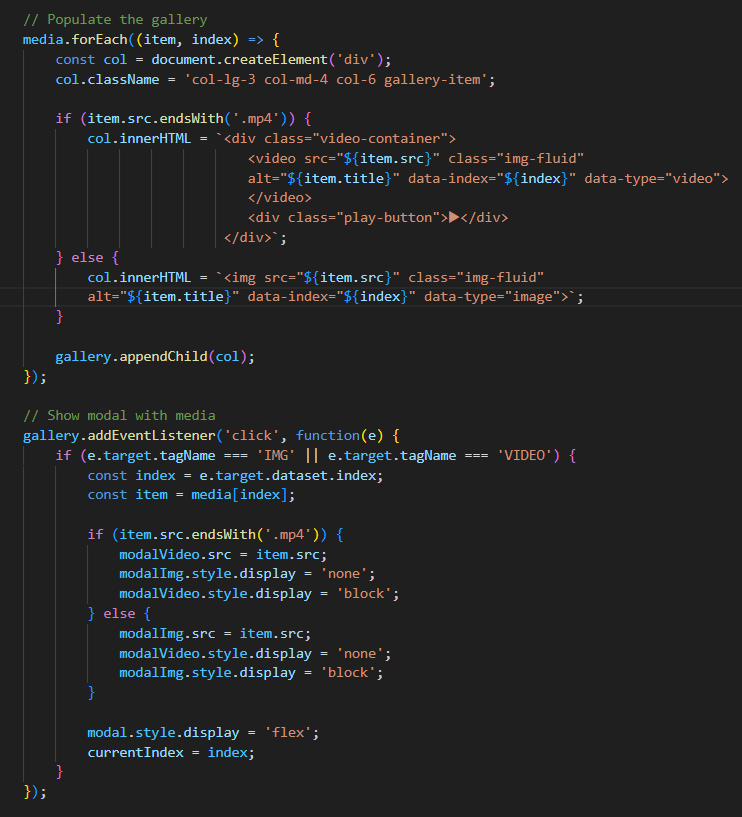 // Populate the gallery
media.forEach((item, index) => {
    const col = document.createElement('div');
    col.className = 'col-lg-3 col-md-4 col-6 gallery-item';

    if (item.src.endsWith('.mp4')) {
        col.innerHTML = `<div class="video-container">
                            <video src="${item.src}" class="img-fluid"
                            alt="${item.title}" data-index="${index}" data-type="video">
                            </video>
                            <div class="play-button">▶</div>
                         </div>`;
    } else {
        col.innerHTML = `<img src="${item.src}" class="img-fluid"
        alt="${item.title}" data-index="${index}" data-type="image">`;
    }

    gallery.appendChild(col);
});

// Show modal with media
gallery.addEventListener('click', function(e) {
    if (e.target.tagName === 'IMG' || e.target.tagName === 'VIDEO') {
        const index = e.target.dataset.index;
        const item = media[index];

        if (item.src.endsWith('.mp4')) {
            modalVideo.src = item.src;
            modalImg.style.display = 'none';
            modalVideo.style.display = 'block';
        } else {
            modalImg.src = item.src;
            modalVideo.style.display = 'none';
            modalImg.style.display = 'block';
        }

        modal.style.display = 'flex';
        currentIndex = index;
    }
});